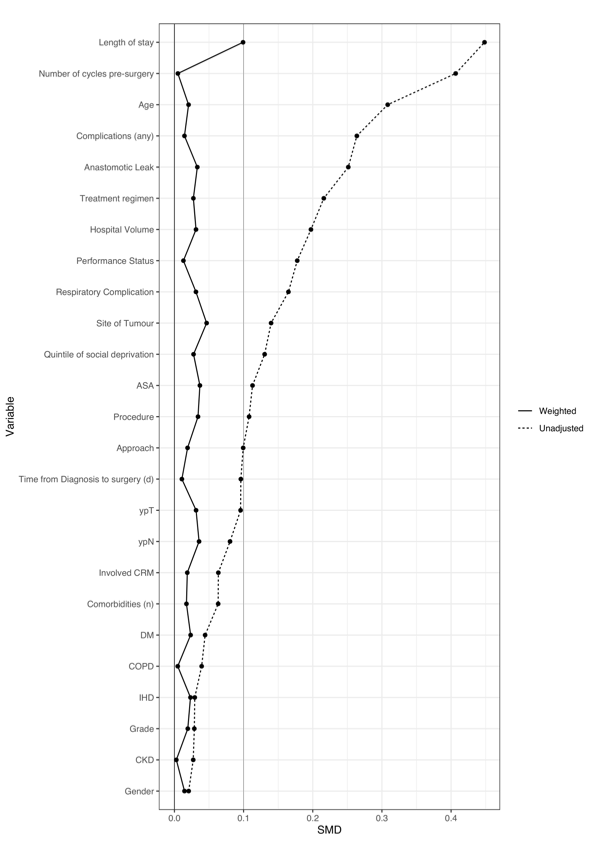 Length of stay
Number of cycles pre-surgery
Age
Complications (any)
Anastomotic Leak
Treatment regimen
Hospital Volume
Performance Status
Respiratory Complication
Site of Tumour
Quintile of social deprivation
ASA
Procedure
Approach
Time from Diagnosis to surgery (d)
ypT
ypN
Involved CRM
Comorbidities (n)
DM
COPD
IHD
Grade
CKD
Gender
Variable
0.0 0.1 0.2 0.3 0.4
SMD
Weighted
Unadjusted